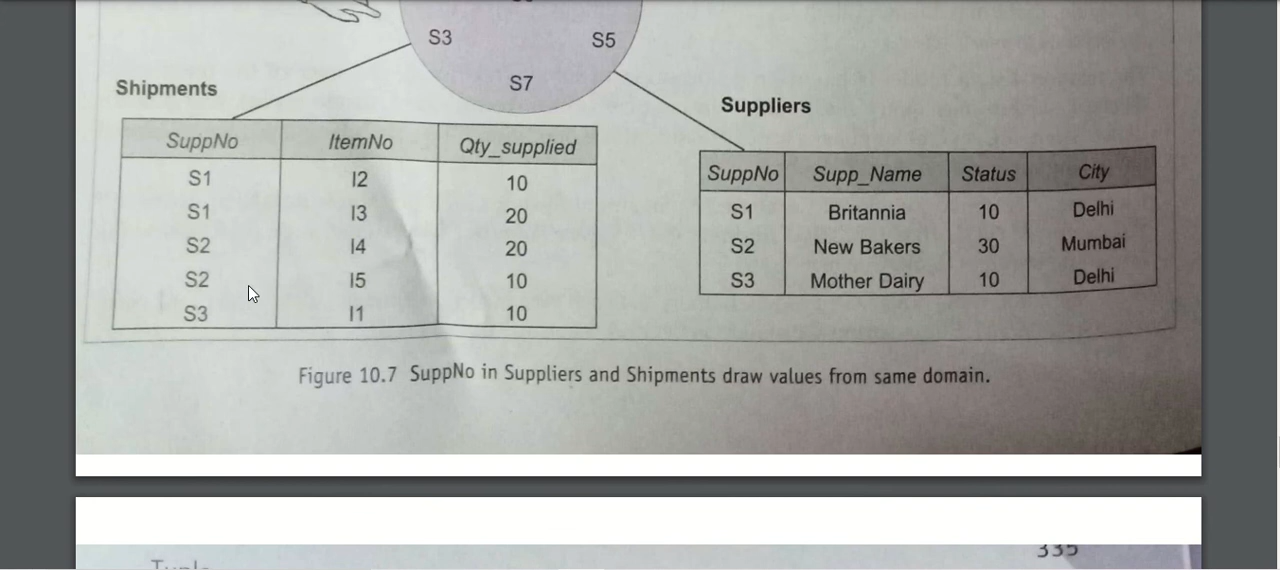 S3
S5
S7
Shipments
SuppNo ItemNo Qty_supplied
S1 I2 10
S1 I3 20
S2 I4 20
S2 I5 10
S3 I1 10
Suppliers
SuppNo Supp_Name Status City
S1 Britannia 10 Delhi
S2 New Bakers 30 Mumbai
S3 Mother Dairy 10 Delhi
Figure 10.7 SuppNo in Suppliers and Shipments draw values from same domain.
335